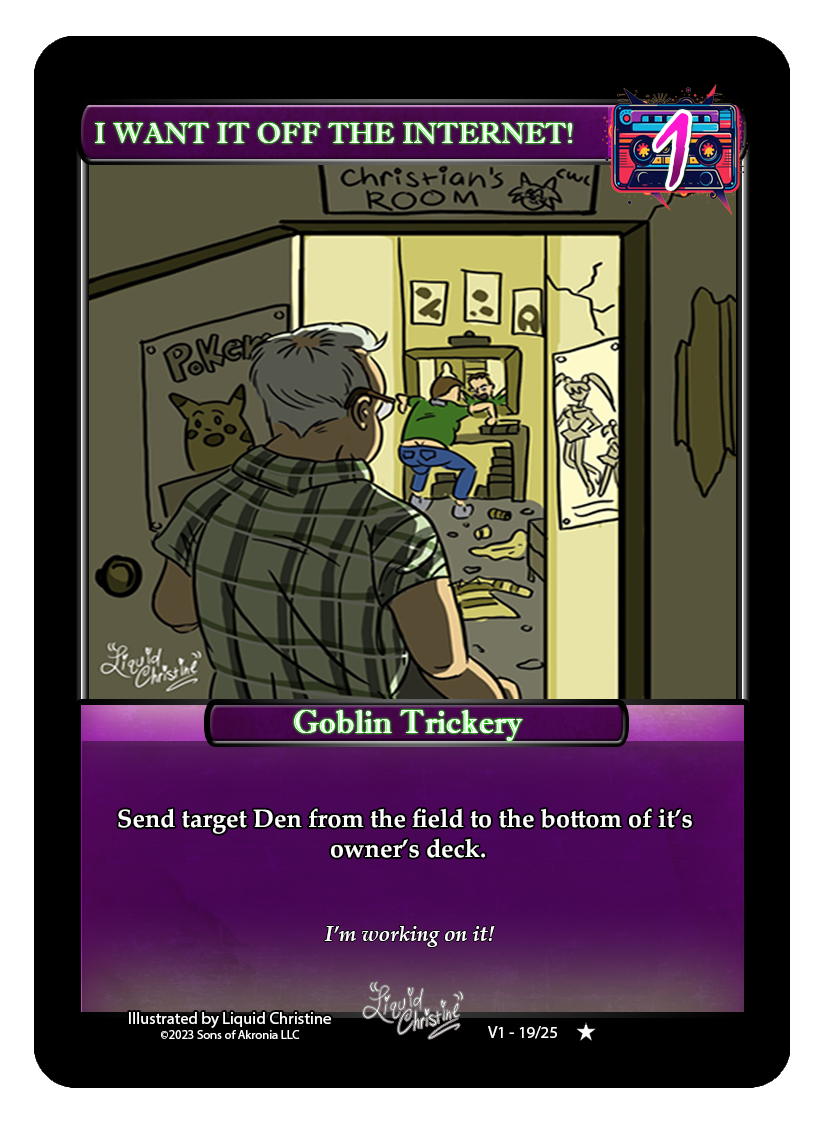 I WANT IT OFF THE INTERNET!
1
Christian's
ROOM
CWC
Pokem
A
"Liquid
Christine"
Goblin Trickery
Send target Den from the field to the bottom of it's
owner's deck.
I'm working on it!
"Liquid
Christine"
Illustrated by Liquid Christine
©2023 Sons of Akronia LLC
V1 - 19/25